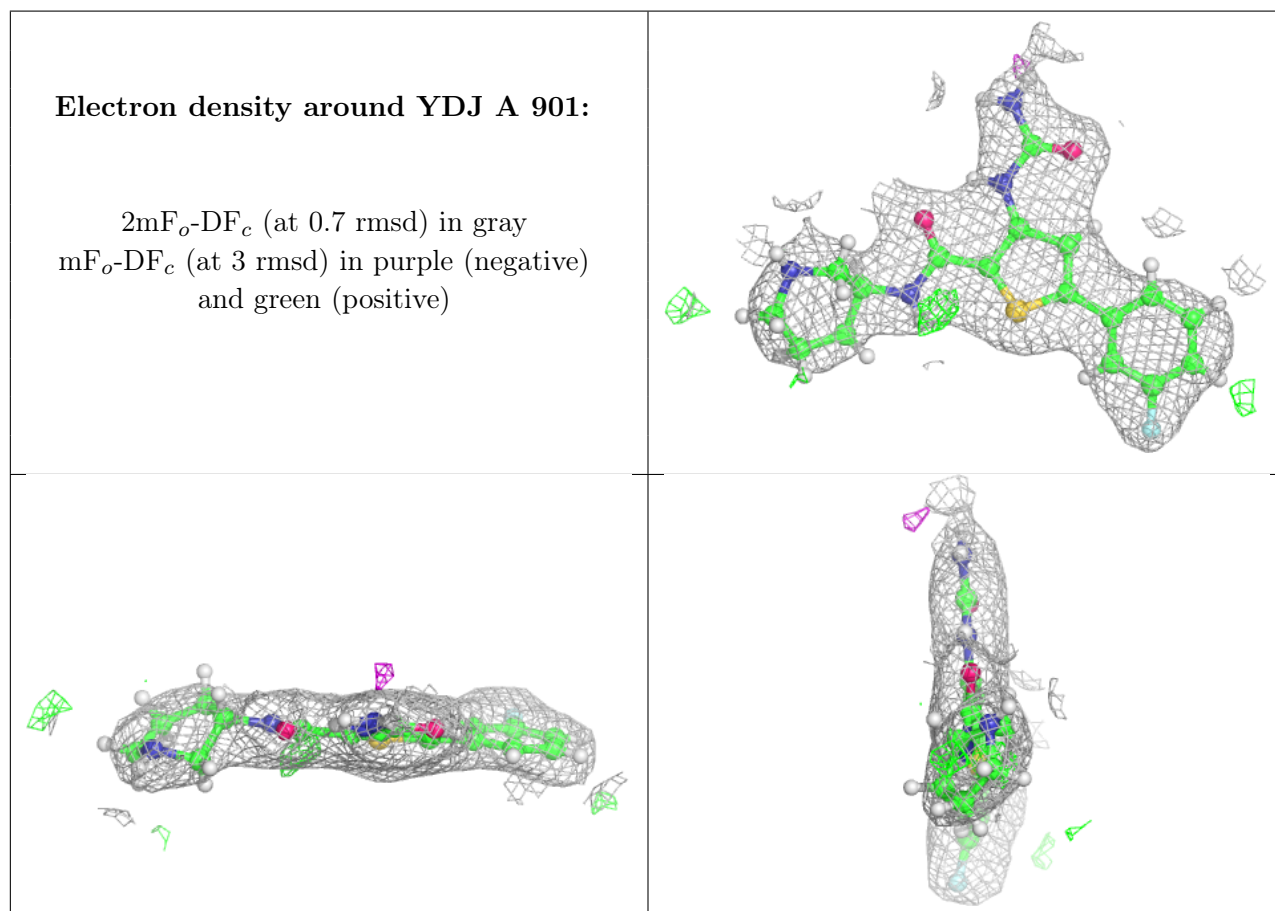 Electron density around YDJ A 901:
2mFo-DFc (at 0.7 rmsd) in gray
mFo-DFc (at 3 rmsd) in purple (negative)
and green (positive)